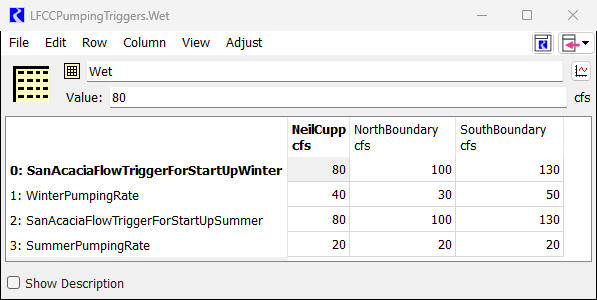 LFCCPumpingTriggers.Wet
File Edit Row Column View Adjust
Wet
Value: 80 cfs
NeilCupp NorthBoundary SouthBoundary
cfs cfs cfs
0: SanAcaciaFlowTriggerForStartUpWinter 80 100 130
1: WinterPumpingRate 40 30 50
2: SanAcaciaFlowTriggerForStartUpSummer 80 100 130
3: SummerPumpingRate 20 20 20
Show Description